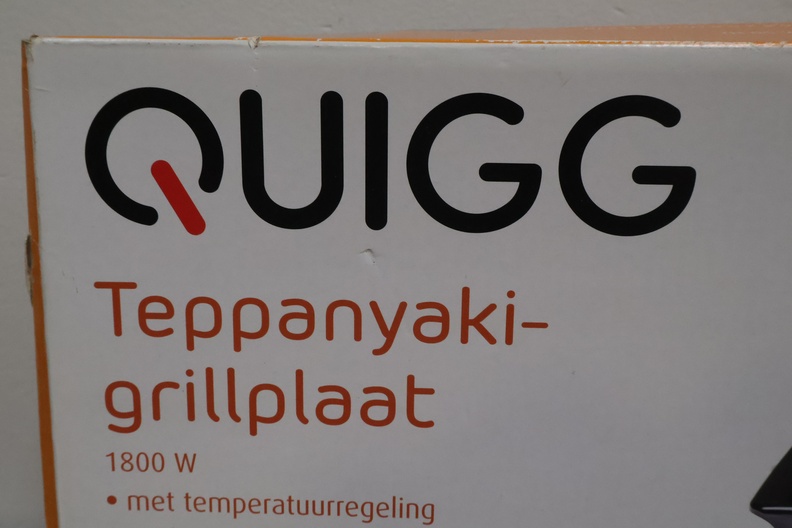 QUIGG
Teppanyaki-
grillplaat
1800 W
• met temperatuurregeling